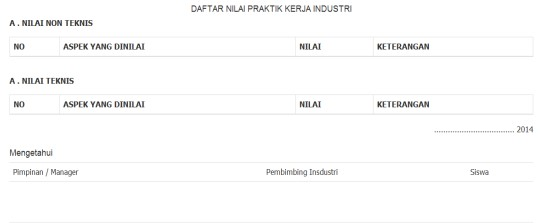 DAFTAR NILAI PRAKTIK KERJA INDUSTRI
A . NILAI NON TEKNIS
NO ASPEK YANG DINILAI NILAI KETERANGAN
A . NILAI TEKNIS
NO ASPEK YANG DINILAI NILAI KETERANGAN
.................................... 2014
Mengetahui
Pimpinan / Manager Pembimbing Insdustri Siswa